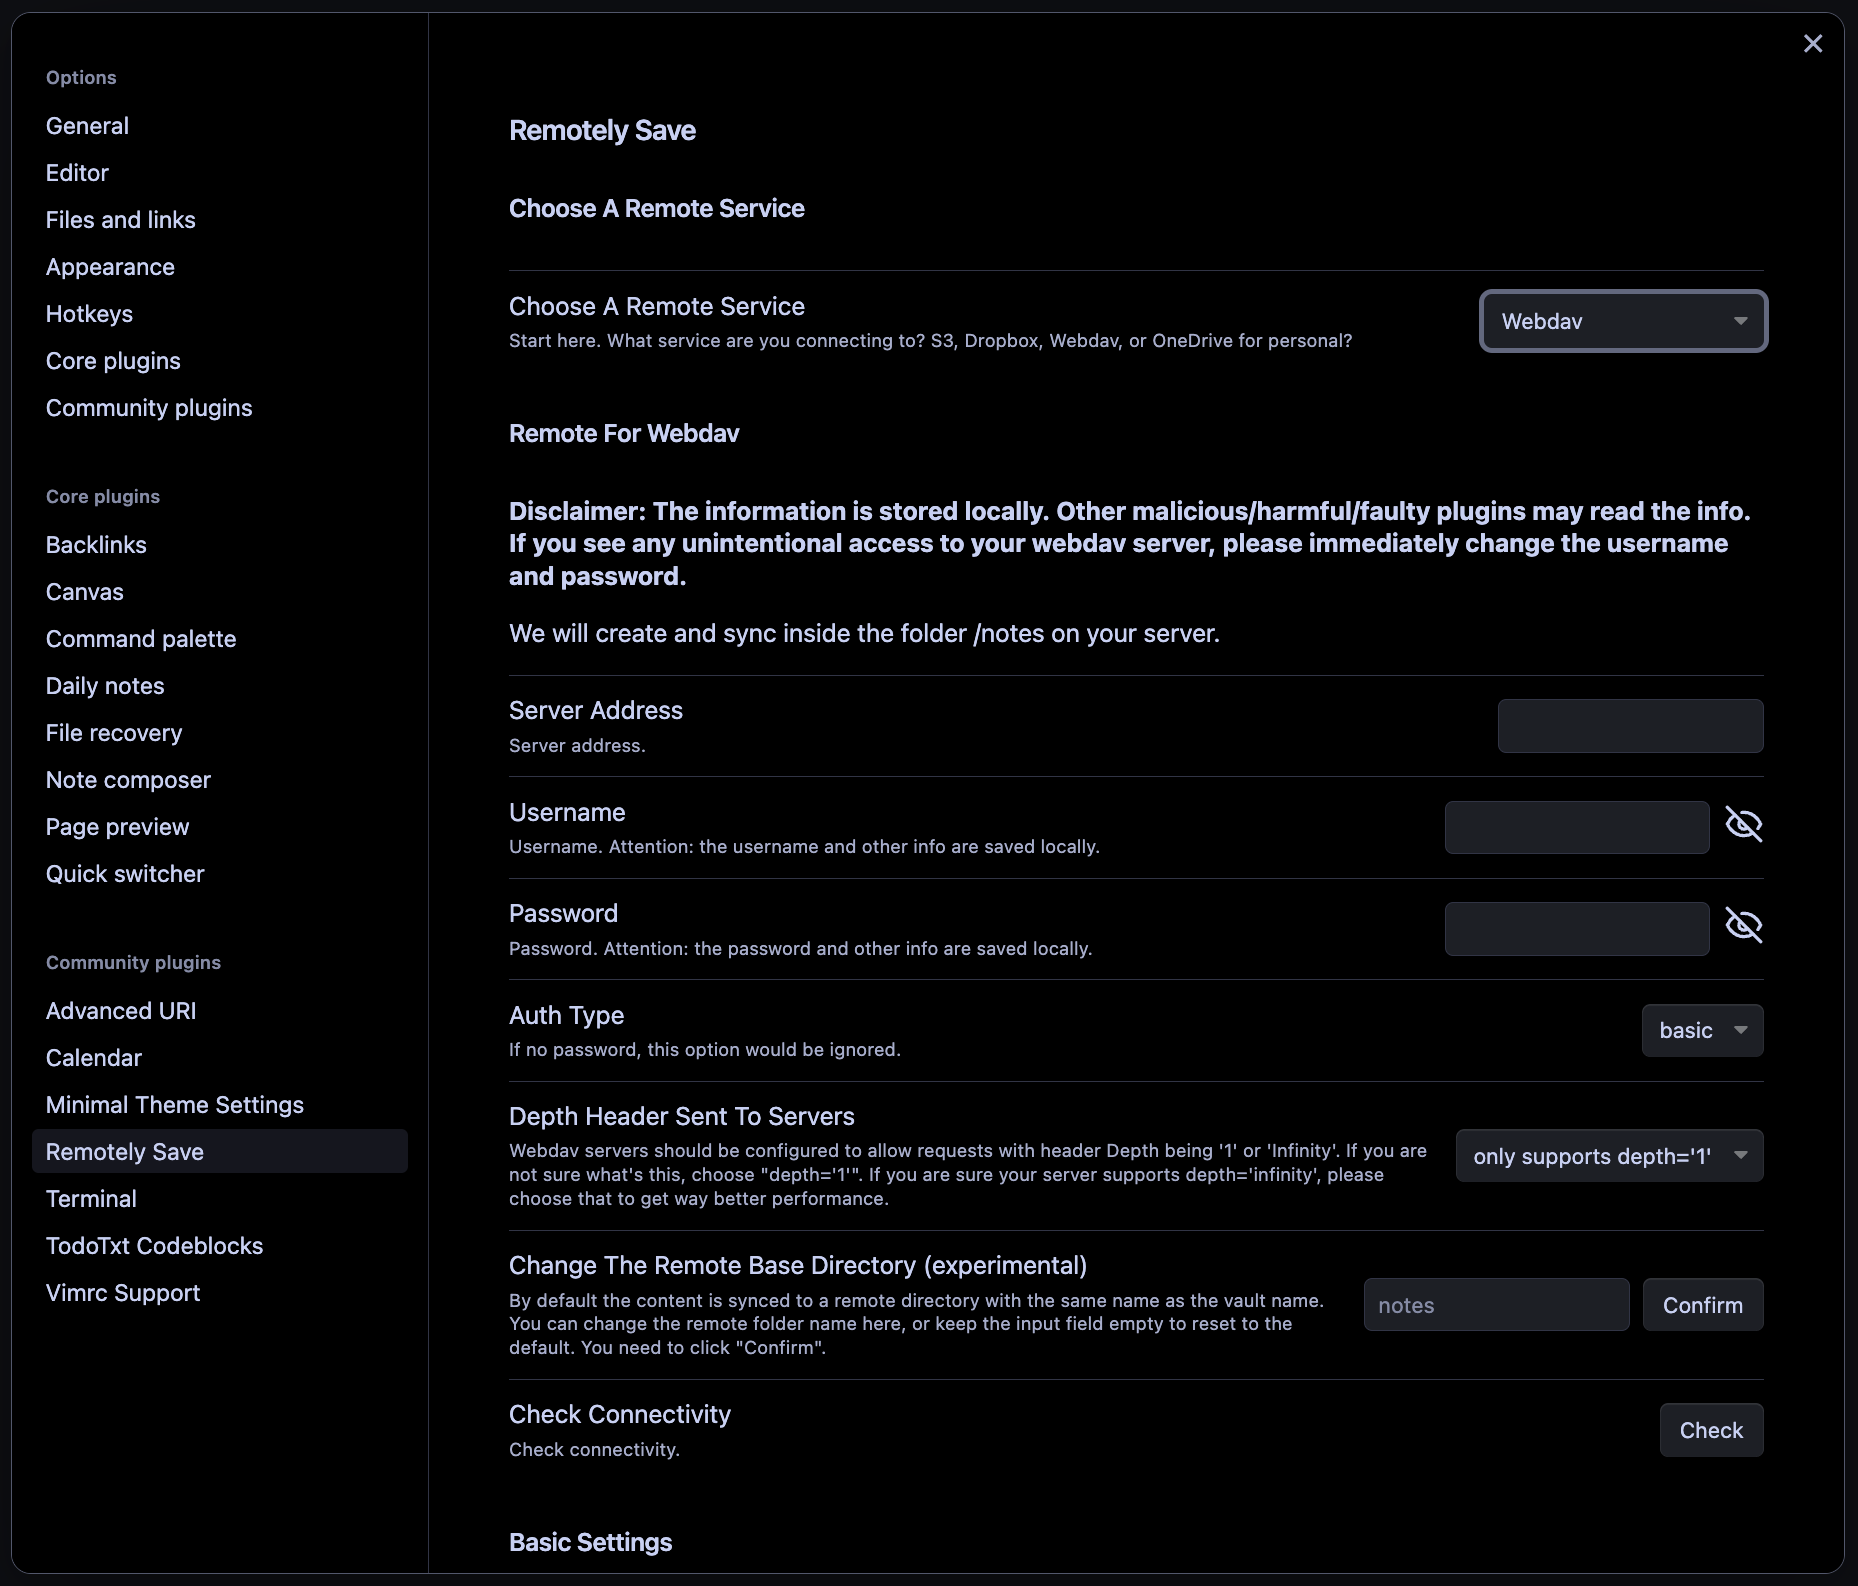 Options
General
Editor
Files and links
Appearance
Hotkeys
Core plugins
Community plugins
Core plugins
Backlinks
Canvas
Command palette
Daily notes
File recovery
Note composer
Page preview
Quick switcher
Community plugins
Advanced URI
Calendar
Minimal Theme Settings
Remotely Save
Terminal
TodoTxt Codeblocks
Vimrc Support
Remotely Save
Choose A Remote Service
Choose A Remote Service
Start here. What service are you connecting to? S3, Dropbox, Webdav, or OneDrive for personal?
Webdav
Remote For Webdav
Disclaimer: The information is stored locally. Other malicious/harmful/faulty plugins may read the info.
If you see any unintentional access to your webdav server, please immediately change the username
and password.
We will create and sync inside the folder /notes on your server.
Server Address
Server address.
Username
Username. Attention: the username and other info are saved locally.
Password
Password. Attention: the password and other info are saved locally.
Auth Type
If no password, this option would be ignored.
basic
Depth Header Sent To Servers
Webdav servers should be configured to allow requests with header Depth being '1' or 'Infinity'. If you are
not sure what's this, choose "depth='1'". If you are sure your server supports depth='infinity', please
choose that to get way better performance.
only supports depth='1'
Change The Remote Base Directory (experimental)
By default the content is synced to a remote directory with the same name as the vault name.
You can change the remote folder name here, or keep the input field empty to reset to the
default. You need to click "Confirm".
notes
Confirm
Check Connectivity
Check connectivity.
Check
Basic Settings